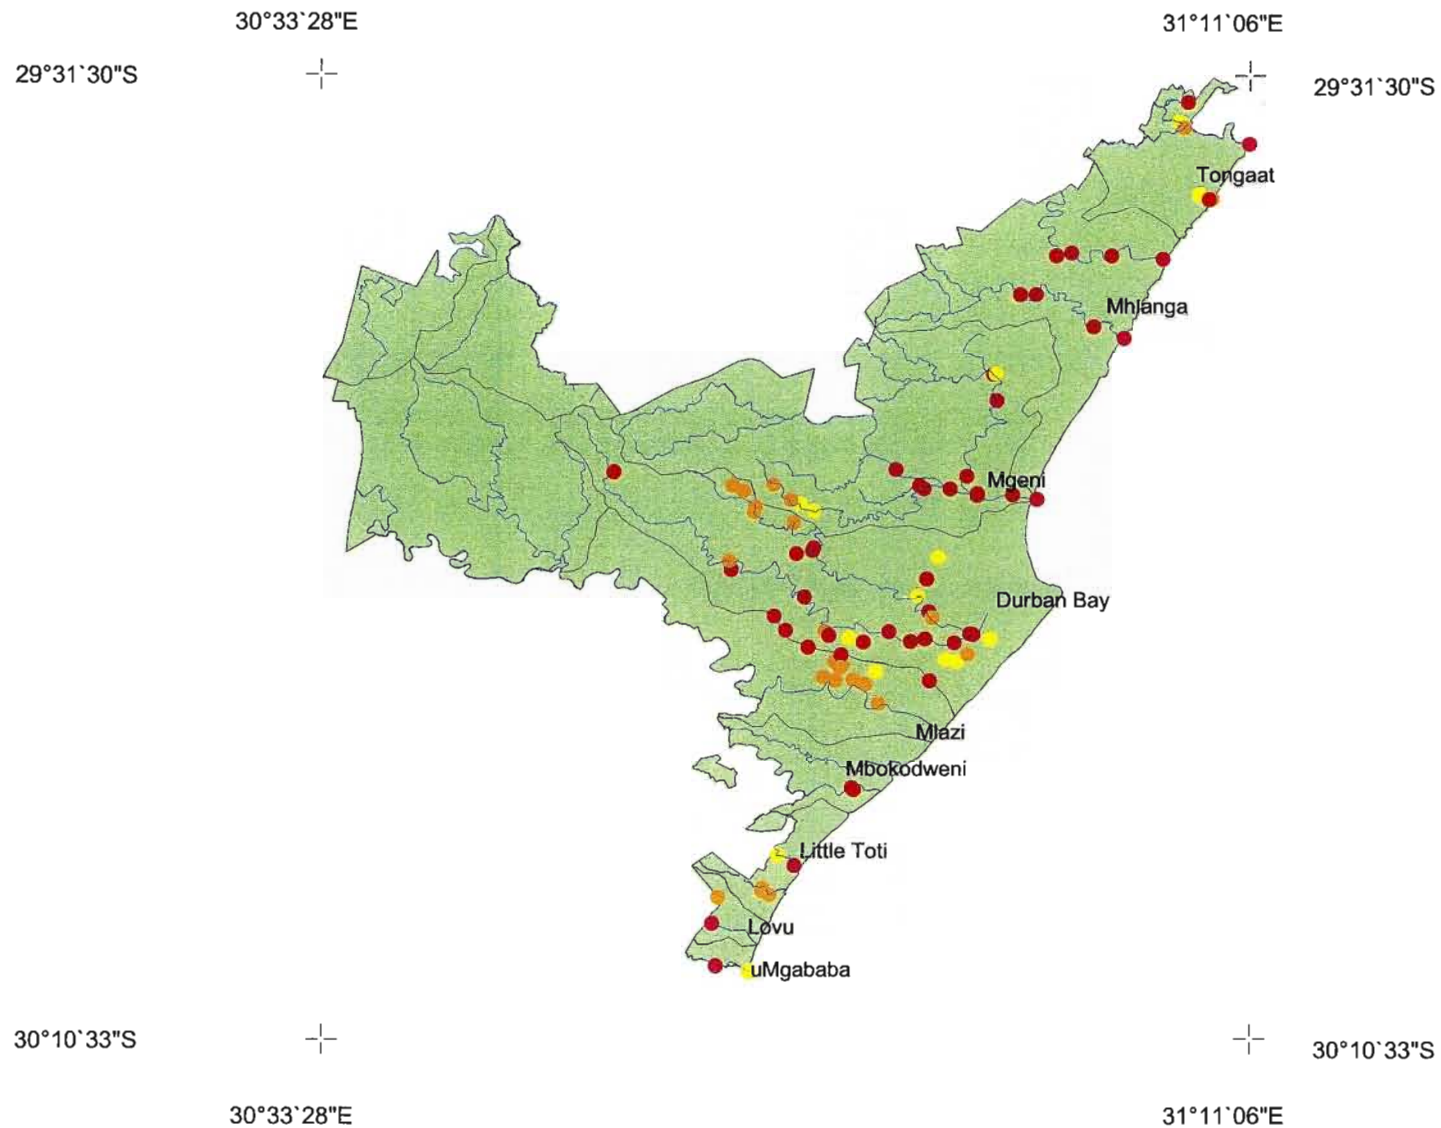 30°33`28"E
31°11`06"E
29°31`30"S
29°31`30"S
Tongaat
Mhlanga
Mgeni
Durban Bay
Mlazi
Mbokodweni
Little Toti
Lovu
uMgababa
30°10`33"S
30°10`33"S
30°33`28"E
31°11`06"E